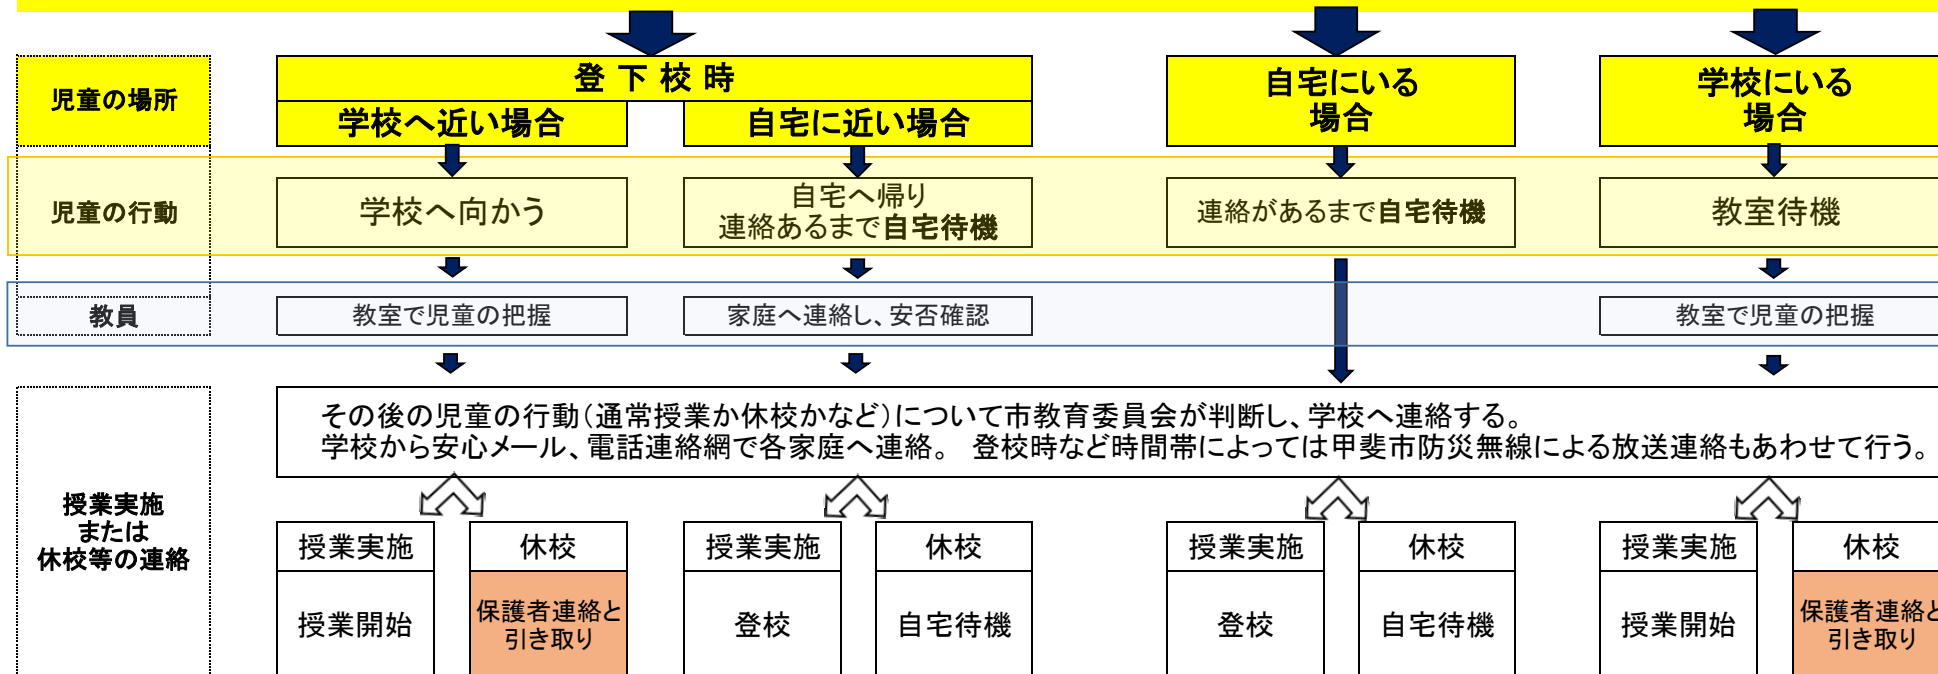 児童の場所
登 下 校 時
学校へ近い場合
自宅に近い場合
自宅にいる
場合
学校にいる
場合
児童の行動
学校へ向かう
自宅へ帰り
連絡あるまで自宅待機
連絡があるまで自宅待機
教室待機
教員
教室で児童の把握
家庭へ連絡し、安否確認
教室で児童の把握
その後の児童の行動(通常授業か休校かなど)について市教育委員会が判断し、学校へ連絡する。
学校から安心メール、電話連絡網で各家庭へ連絡。 登校時など時間帯によっては甲斐市防災無線による放送連絡もあわせて行う。
授業実施
または
休校等の連絡
授業実施
休校
授業実施
休校
授業実施
休校
授業実施
休校
授業開始
保護者連絡と
引き取り
登校
自宅待機
登校
自宅待機
授業開始
保護者連絡と
引き取り